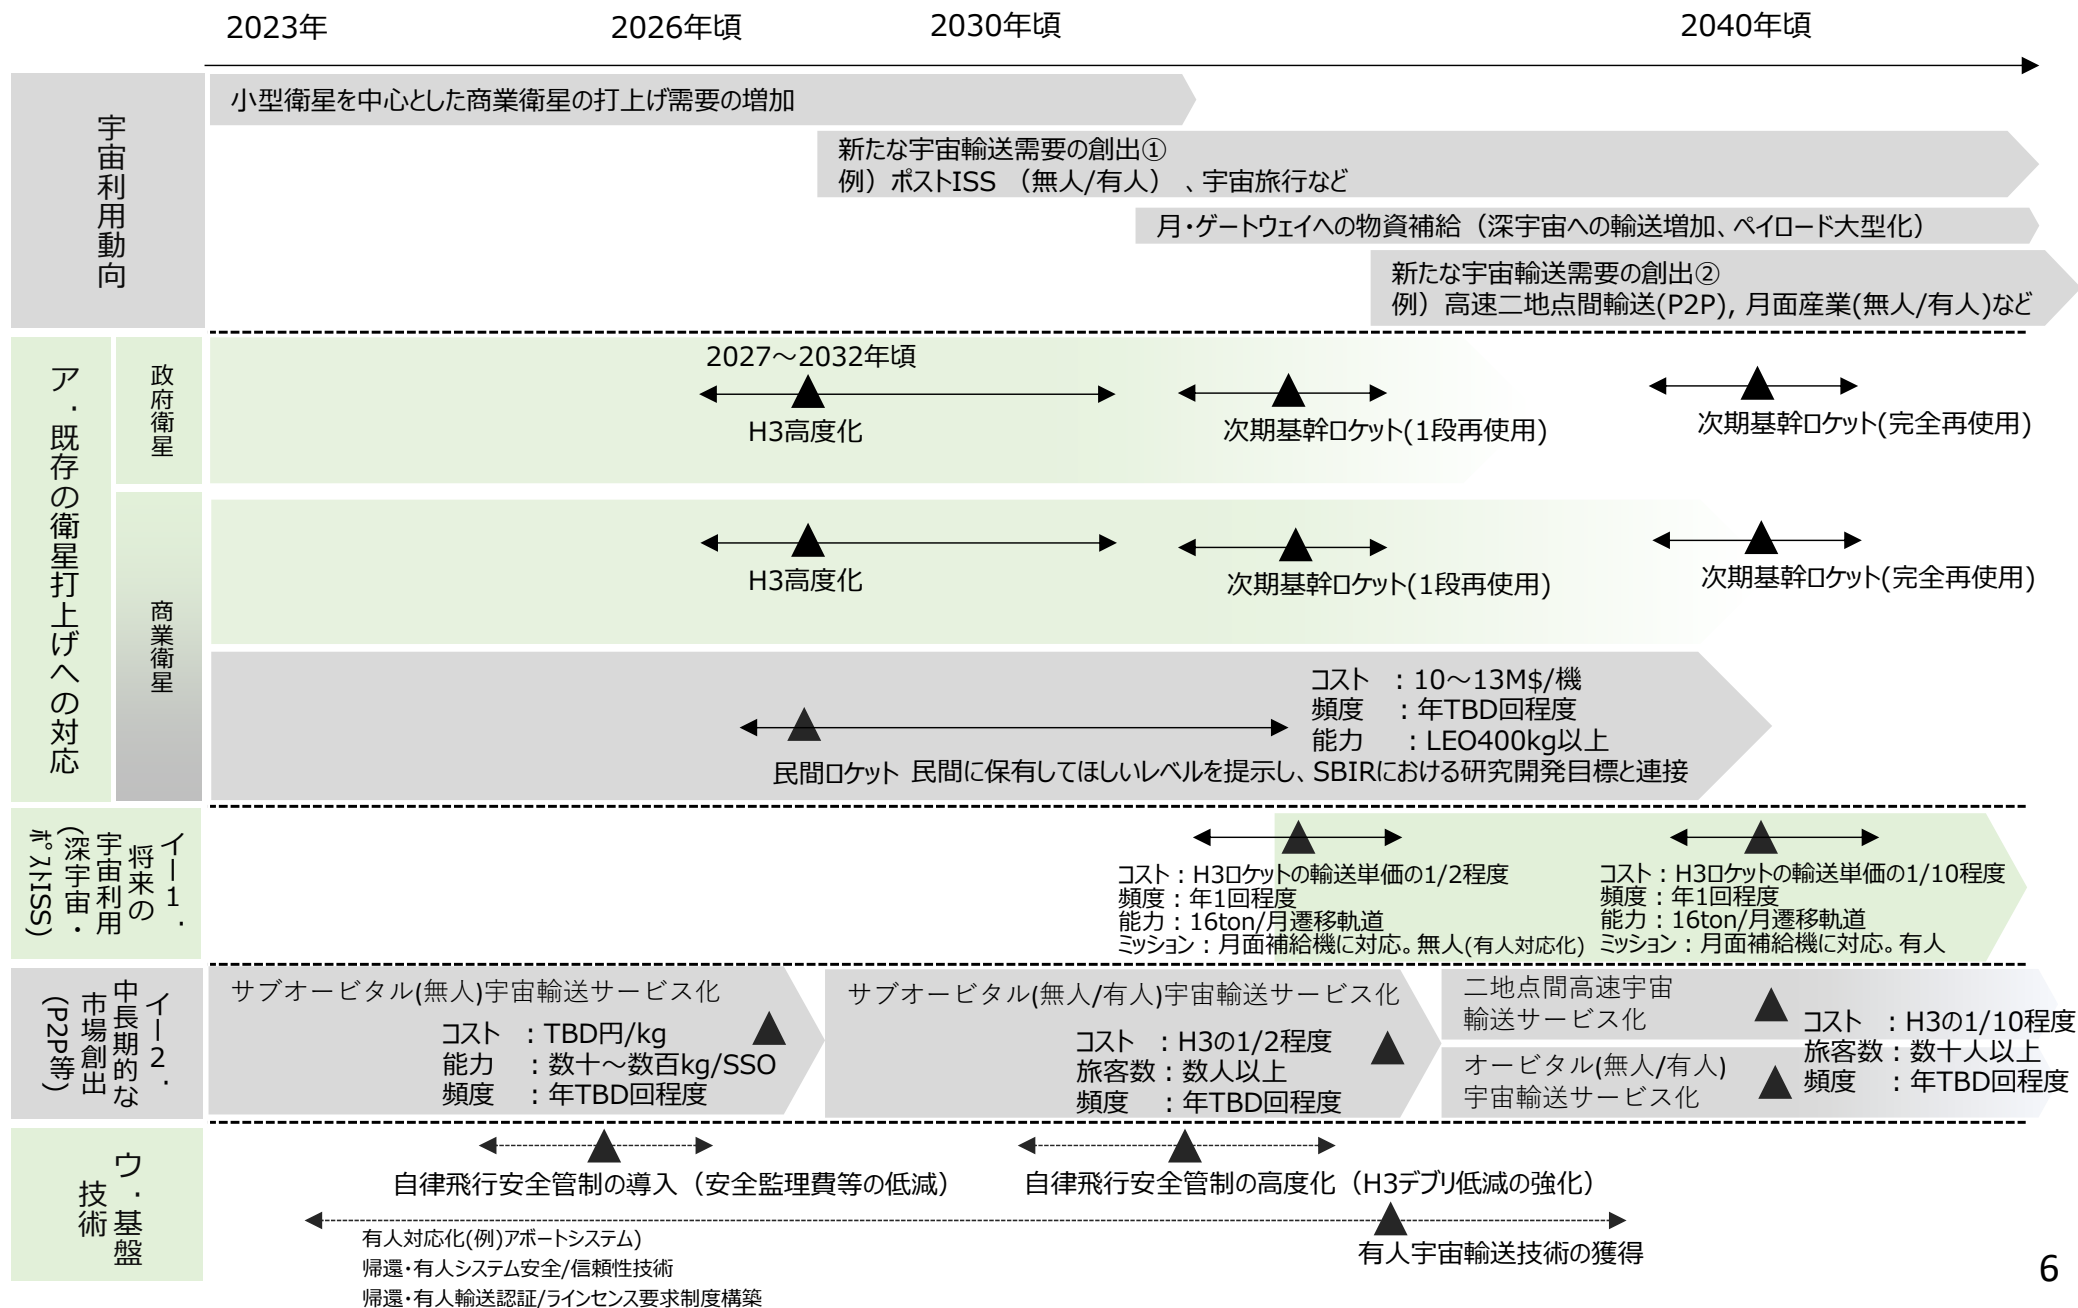 2023年
2026年頃
2030年頃
2040年頃
宇宙利用動向
小型衛星を中心とした商業衛星の打上げ需要の増加
新たな宇宙輸送需要の創出①
例）ポストISS （無人/有人） 、宇宙旅行など
月・ゲートウェイへの物資補給（深宇宙への輸送増加、ペイロード大型化）
新たな宇宙輸送需要の創出②
例）高速二地点間輸送(P2P), 月面産業(無人/有人)など
ア．既存の衛星打上げへの対応
政府衛星
2027～2032年頃
H3高度化
次期基幹ロケット(1段再使用)
次期基幹ロケット(完全再使用)
商業衛星
H3高度化
次期基幹ロケット(1段再使用)
次期基幹ロケット(完全再使用)
コスト ：10～13M$/機
頻度 ：年TBD回程度
能力 ：LEO400kg以上
民間ロケット 民間に保有してほしいレベルを提示し、SBIRにおける研究開発目標と連接
イー1．
将来の
宇宙利用
(深宇宙・
ポストISS)
コスト：H3ロケットの輸送単価の1/2程度
頻度：年1回程度
能力：16ton/月遷移軌道
ミッション：月面補給機に対応。無人(有人対応化)
コスト：H3ロケットの輸送単価の1/10程度
頻度：年1回程度
能力：16ton/月遷移軌道
ミッション：月面補給機に対応。有人
イー2．
中長期的な
市場創出
(P2P等)
サブオービタル(無人)宇宙輸送サービス化
コスト ：TBD円/kg
能力 ：数十～数百kg/SSO
頻度 ：年TBD回程度
サブオービタル(無人/有人)宇宙輸送サービス化
コスト ：H3の1/2程度
旅客数：数人以上
頻度 ：年TBD回程度
二地点間高速宇宙
輸送サービス化
オービタル(無人/有人)
宇宙輸送サービス化
コスト ：H3の1/10程度
旅客数：数十人以上
頻度 ：年TBD回程度
ウ．基盤
技術
自律飛行安全管制の導入（安全監理費等の低減）
自律飛行安全管制の高度化（H3デブリ低減の強化）
有人対応化(例)アボートシステム)
帰還・有人システム安全/信頼性技術
帰還・有人輸送認証/ラインセンス要求制度構築
有人宇宙輸送技術の獲得
6